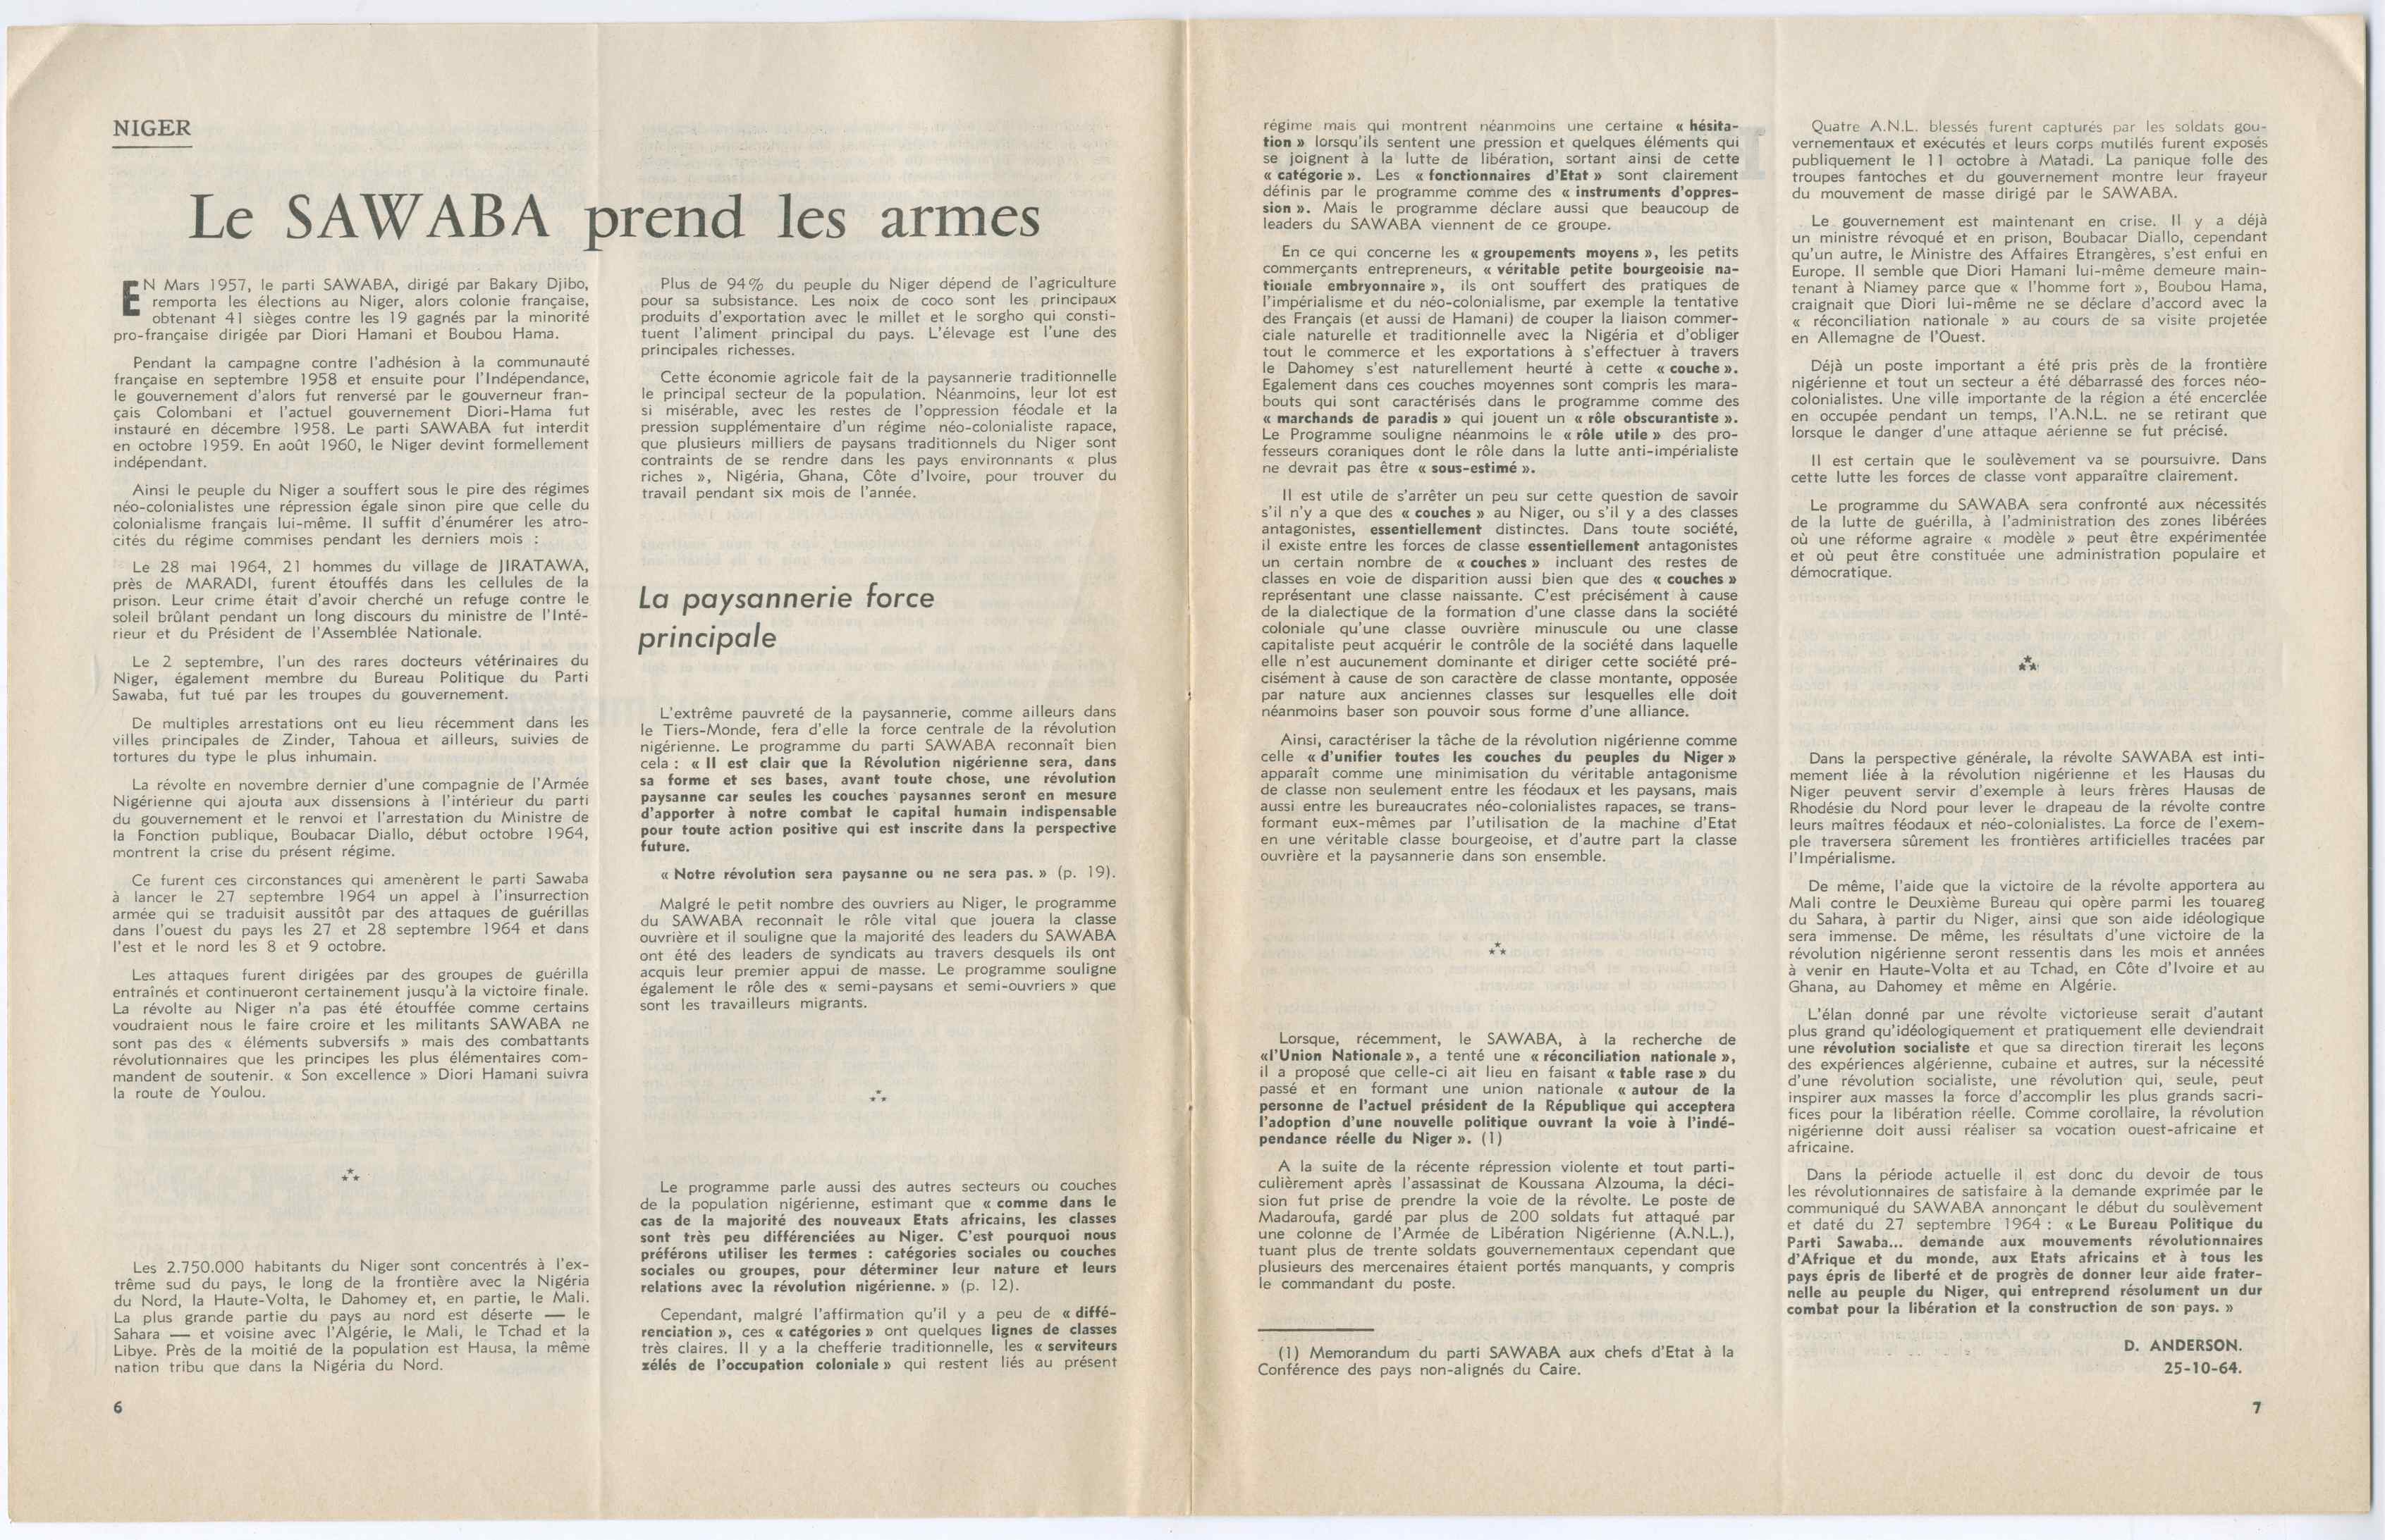 NIGER
Le SAWABA prend les armes
EN Mars 1957, le parti SAWABA, dirigé par Bakary Djibo,
remporta les élections au Niger, alors colonie française,
obtenant 41 sièges contre les 19 gagnés par la minorité
pro-française dirigée par Diori Hamani et Boubou Hama.
Pendant la campagne contre l'adhésion à la communauté
française en septembre 1958 et ensuite pour l'Indépendance,
le gouvernement d'alors fut renversé par le gouverneur fran-
çais Colombani et l'actuel gouvernement Diori-Hama fut
instauré en décembre 1958. Le parti SAWABA fut interdit
en octobre 1959. En août 1960, le Niger devint formellement
indépendant.
Ainsi le peuple du Niger a souffert sous le pire des régimes
néo-colonialistes une répression égale sinon pire que celle du
colonialisme français lui-même. Il suffit d'énumérer les atro-
cités du régime commises pendant les derniers mois :
Le 28 mai 1964, 21 hommes du village de JIRATAWA,
près de MARADI, furent étouffés dans les cellules de la
prison. Leur crime était d'avoir cherché un refuge contre le
soleil brûlant pendant un long discours du ministre de l'Inté-
rieur et du Président de l'Assemblée Nationale.
Le 2 septembre, l'un des rares docteurs vétérinaires du
Niger, également membre du Bureau Politique du Parti
Sawaba, fut tué par les troupes du gouvernement.
De multiples arrestations ont eu lieu récemment dans les
villes principales de Zinder, Tahoua et ailleurs, suivies de
tortures du type le plus inhumain.
La révolte en novembre dernier d'une compagnie de l'Armée
Nigérienne qui ajouta aux dissensions à l'intérieur du parti
du gouvernement et le renvoi et l'arrestation du Ministre de
la Fonction publique, Boubacar Diallo, début octobre 1964,
montrent la crise du présent régime.
Ce furent ces circonstances qui amenèrent le parti Sawaba
à lancer le 27 septembre 1964 un appel à l'insurrection
armée qui se traduisit aussitôt par des attaques de guérillas
dans l'ouest du pays les 27 et 28 septembre 1964 et dans
l'est et le nord les 8 et 9 octobre.
Les attaques furent dirigées par des groupes de guérilla
entraînés et continueront certainement jusqu'à la victoire finale.
La révolte au Niger n'a pas été étouffée comme certains
voudraient nous le faire croire et les militants SAWABA ne
sont pas des « éléments subversifs » mais des combattants
révolutionnaires que les principes les plus élémentaires com-
mandent de soutenir. « Son excellence » Diori Hamani suivra
la route de Youlou.
Les 2.750.000 habitants du Niger sont concentrés à l'ex-
trême sud du pays, le long de la frontière avec la Nigéria
du Nord, la Haute-Volta, le Dahomey et, en partie, le Mali.
La plus grande partie du pays au nord est déserte — le
Sahara — et voisine avec l'Algérie, le Mali, le Tchad et la
Libye. Près de la moitié de la population est Hausa, la même
nation tribu que dans la Nigéria du Nord.
6
Plus de 94% du peuple du Niger dépend de l'agriculture
pour sa subsistance. Les noix de coco sont les principaux
produits d'exportation avec le millet et le sorgho qui consti-
tuent l'aliment principal du pays. L'élevage est l'une des
principales richesses.
Cette économie agricole fait de la paysannerie traditionnelle
le principal secteur de la population. Néanmoins, leur lot est
si misérable, avec les restes de l'oppression féodale et la
pression supplémentaire d'un régime néo-colonialiste rapace,
que plusieurs milliers de paysans traditionnels du Niger sont
contraints de se rendre dans les pays environnants « plus
riches », Nigéria, Ghana, Côte d'Ivoire, pour trouver du
travail pendant six mois de l'année.
La paysannerie force
principale
L'extrême pauvreté de la paysannerie, comme ailleurs dans
le Tiers-Monde, fera d'elle la force centrale de la révolution
nigérienne. Le programme du parti SAWABA reconnaît bien
cela : « Il est clair que la Révolution nigérienne sera, dans
sa forme et ses bases, avant toute chose, une révolution
paysanne car seules les couches paysannes seront en mesure
d'apporter à notre combat le capital humain indispensable
pour toute action positive qui est inscrite dans la perspective
future.
« Notre révolution sera paysanne ou ne sera pas. » (p. 19).
Malgré le petit nombre des ouvriers au Niger, le programme
du SAWABA reconnaît le rôle vital que jouera la classe
ouvrière et il souligne que la majorité des leaders du SAWABA
ont été des leaders de syndicats au travers desquels ils ont
acquis leur premier appui de masse. Le programme souligne
également le rôle des « semi-paysans et semi-ouvriers » que
sont les travailleurs migrants.
Le programme parle aussi des autres secteurs ou couches
de la population nigérienne, estimant que « comme dans le
cas de la majorité des nouveaux Etats africains, les classes
sont très peu différenciées au Niger. C'est pourquoi nous
préférons utiliser les termes : catégories sociales ou couches
sociales ou groupes, pour déterminer leur nature et leurs
relations avec la révolution nigérienne. » (p. 12).
Cependant, malgré l'affirmation qu'il y a peu de « diffé-
renciation », ces « catégories » ont quelques lignes de classes
très claires. Il y a la chefferie traditionnelle, les « serviteurs
zélés de l'occupation coloniale » qui restent liés au présent
régime mais qui montrent néanmoins une certaine « hésita-
tion » lorsqu'ils sentent une pression et quelques éléments qui
se joignent à la lutte de libération, sortant ainsi de cette
« catégorie ». Les « fonctionnaires d'Etat » sont clairement
définis par le programme comme des « instruments d'oppres-
sion ». Mais le programme déclare aussi que beaucoup de
leaders du SAWABA viennent de ce groupe.
En ce qui concerne les « groupements moyens », les petits
commerçants entrepreneurs, « véritable petite bourgeoisie na-
tionale embryonnaire », ils ont souffert des pratiques de
l'impérialisme et du néo-colonialisme, par exemple la tentative
des Français (et aussi de Hamani) de couper la liaison commer-
ciale naturelle et traditionnelle avec la Nigéria et d'obliger
tout le commerce et les exportations à s'effectuer à travers
le Dahomey s'est naturellement heurté à cette « couche ».
Egalement dans ces couches moyennes sont compris les mara-
bouts qui sont caractérisés dans le programme comme des
« marchands de paradis » qui jouent un « rôle obscurantiste ».
Le Programme souligne néanmoins le « rôle utile » des pro-
fesseurs coraniques dont le rôle dans la lutte anti-impérialiste
ne devrait pas être « sous-estimé ».
Il est utile de s'arrêter un peu sur cette question de savoir
s'il n'y a que des « couches » au Niger, ou s'il y a des classes
antagonistes, essentiellement distinctes. Dans toute société,
il existe entre les forces de classe essentiellement antagonistes
un certain nombre de « couches » incluant des restes de
classes en voie de disparition aussi bien que des « couches »
représentant une classe naissante. C'est précisément à cause
de la dialectique de la formation d'une classe dans la société
coloniale qu'une classe ouvrière minuscule ou une classe
capitaliste peut acquérir le contrôle de la société dans laquelle
elle n'est aucunement dominante et diriger cette société pré-
cisément à cause de son caractère de classe montante, opposée
par nature aux anciennes classes sur lesquelles elle doit
néanmoins baser son pouvoir sous forme d'une alliance.
Ainsi, caractériser la tâche de la révolution nigérienne comme
celle « d'unifier toutes les couches du peuples du Niger »
apparaît comme une minimisation du véritable antagonisme
de classe non seulement entre les féodaux et les paysans, mais
aussi entre les bureaucrates néo-colonialistes rapaces, se trans-
formant eux-mêmes par l'utilisation de la machine d'Etat
en une véritable classe bourgeoise, et d'autre part la classe
ouvrière et la paysannerie dans son ensemble.
Lorsque, récemment, le SAWABA, à la recherche de
«l'Union Nationale», a tenté une « réconciliation nationale »,
il a proposé que celle-ci ait lieu en faisant « table rase » du
passé et en formant une union nationale « autour de la
personne de l'actuel président de la République qui acceptera
l'adoption d'une nouvelle politique ouvrant la voie à l'indé-
pendance réelle du Niger ». (1)
A la suite de la récente répression violente et tout parti-
culièrement après l'assassinat de Koussana Alzouma, la déci-
sion fut prise de prendre la voie de la révolte. Le poste de
Madaroufa, gardé par plus de 200 soldats fut attaqué par
une colonne de l'Armée de Libération Nigérienne (A.N.L.),
tuant plus de trente soldats gouvernementaux cependant que
plusieurs des mercenaires étaient portés manquants, y compris
le commandant du poste.
(1) Memorandum du parti SAWABA aux chefs d'Etat à la
Conférence des pays non-alignés du Caire.
Quatre A.N.L. blessés furent capturés par les soldats gou-
vernementaux et exécutés et leurs corps mutilés furent exposés
publiquement le 11 octobre à Matadi. La panique folle des
troupes fantoches et du gouvernement montre leur frayeur
du mouvement de masse dirigé par le SAWABA.
Le gouvernement est maintenant en crise. Il y a déjà
un ministre révoqué et en prison, Boubacar Diallo, cependant
qu'un autre, le Ministre des Affaires Etrangères, s'est enfui en
Europe. Il semble que Diori Hamani lui-même demeure main-
tenant à Niamey parce que « l'homme fort », Boubou Hama,
craignait que Diori lui-même ne se déclare d'accord avec la
« réconciliation nationale » au cours de sa visite projetée
en Allemagne de l'Ouest.
Déjà un poste important a été pris près de la frontière
nigérienne et tout un secteur a été débarrassé des forces néo-
colonialistes. Une ville importante de la région a été encerclée
en occupée pendant un temps, l'A.N.L. ne se retirant que
lorsque le danger d'une attaque aérienne se fut précisé.
Il est certain que le soulèvement va se poursuivre. Dans
cette lutte les forces de classe vont apparaître clairement.
Le programme du SAWABA sera confronté aux nécessités
de la lutte de guérilla, à l'administration des zones libérées
où une réforme agraire « modèle » peut être expérimentée
et où peut être constituée une administration populaire et
démocratique.
Dans la perspective générale, la révolte SAWABA est inti-
mement liée à la révolution nigérienne et les Hausas du
Niger peuvent servir d'exemple à leurs frères Hausas de
Rhodésie du Nord pour lever le drapeau de la révolte contre
leurs maîtres féodaux et néo-colonialistes. La force de l'exem-
ple traversera sûrement les frontières artificielles tracées par
l'Impérialisme.
De même, l'aide que la victoire de la révolte apportera au
Mali contre le Deuxième Bureau qui opère parmi les touareg
du Sahara, à partir du Niger, ainsi que son aide idéologique
sera immense. De même, les résultats d'une victoire de la
révolution nigérienne seront ressentis dans les mois et années
à venir en Haute-Volta et au Tchad, en Côte d'Ivoire et au
Ghana, au Dahomey et même en Algérie.
L'élan donné par une révolte victorieuse serait d'autant
plus grand qu'idéologiquement et pratiquement elle deviendrait
une révolution socialiste et que sa direction tirerait les leçons
des expériences algérienne, cubaine et autres, sur la nécessité
d'une révolution socialiste, une révolution qui, seule, peut
inspirer aux masses la force d'accomplir les plus grands sacri-
fices pour la libération réelle. Comme corollaire, la révolution
nigérienne doit aussi réaliser sa vocation ouest-africaine et
africaine.
Dans la période actuelle il est donc du devoir de tous
les révolutionnaires de satisfaire à la demande exprimée par le
communiqué du SAWABA annonçant le début du soulèvement
et daté du 27 septembre 1964 : « Le Bureau Politique du
Parti Sawaba... demande aux mouvements révolutionnaires
d'Afrique et du monde, aux Etats africains et à tous les
pays épris de liberté et de progrès de donner leur aide frater-
nelle au peuple du Niger, qui entreprend résolument un dur
combat pour la libération et la construction de son pays. »
D. ANDERSON.
25-10-64.
7